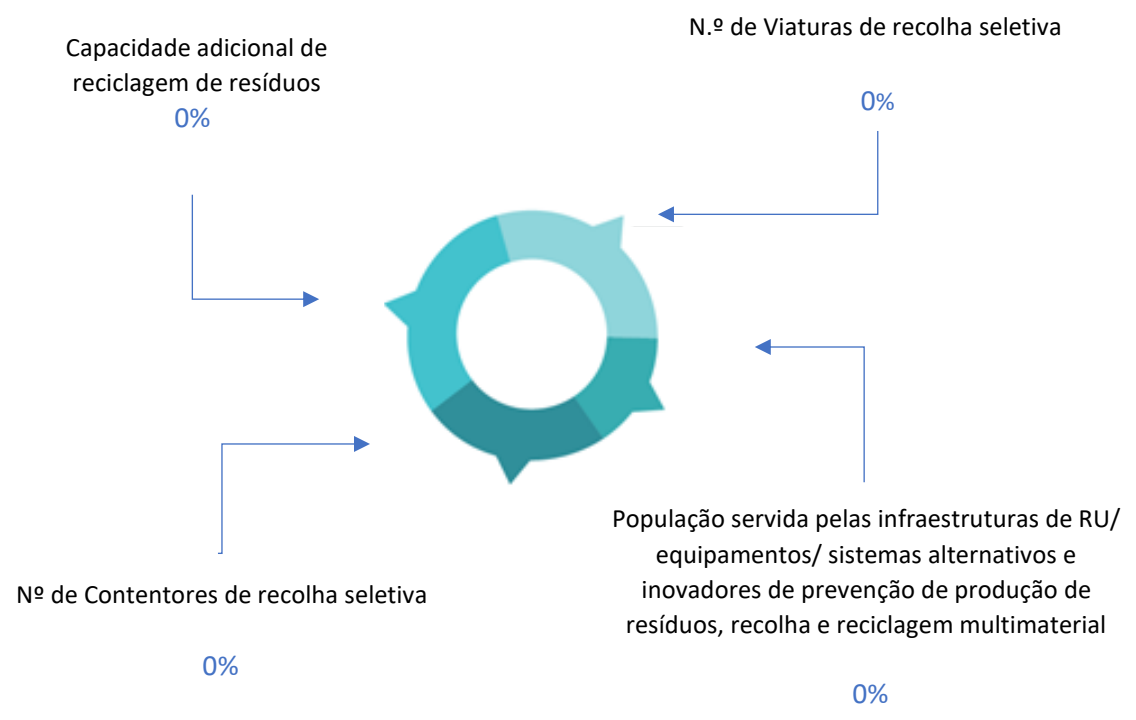 Capacidade adicional de
reciclagem de resíduos
0%
N.º de Viaturas de recolha seletiva
0%
Nº de Contentores de recolha seletiva
0%
População servida pelas infraestruturas de RU/
equipamentos/ sistemas alternativos e
inovadores de prevenção de produção de
resíduos, recolha e reciclagem multimaterial
0%